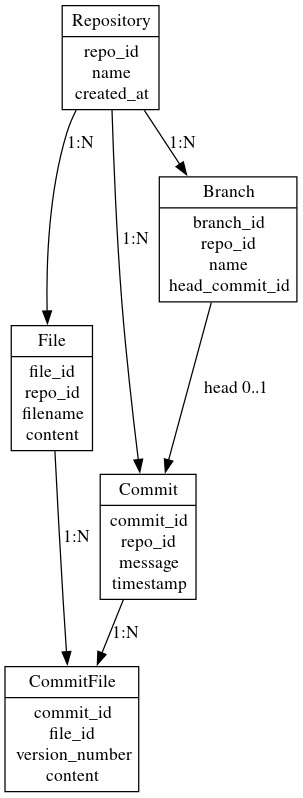 Repository
repo_id
name
created_at
1:N
1:N
1:N
Branch
branch_id
repo_id
name
head_commit_id
File
file_id
repo_id
filename
content
head 0..1
Commit
commit_id
repo_id
message
timestamp
1:N
1:N
CommitFile
commit_id
file_id
version_number
content